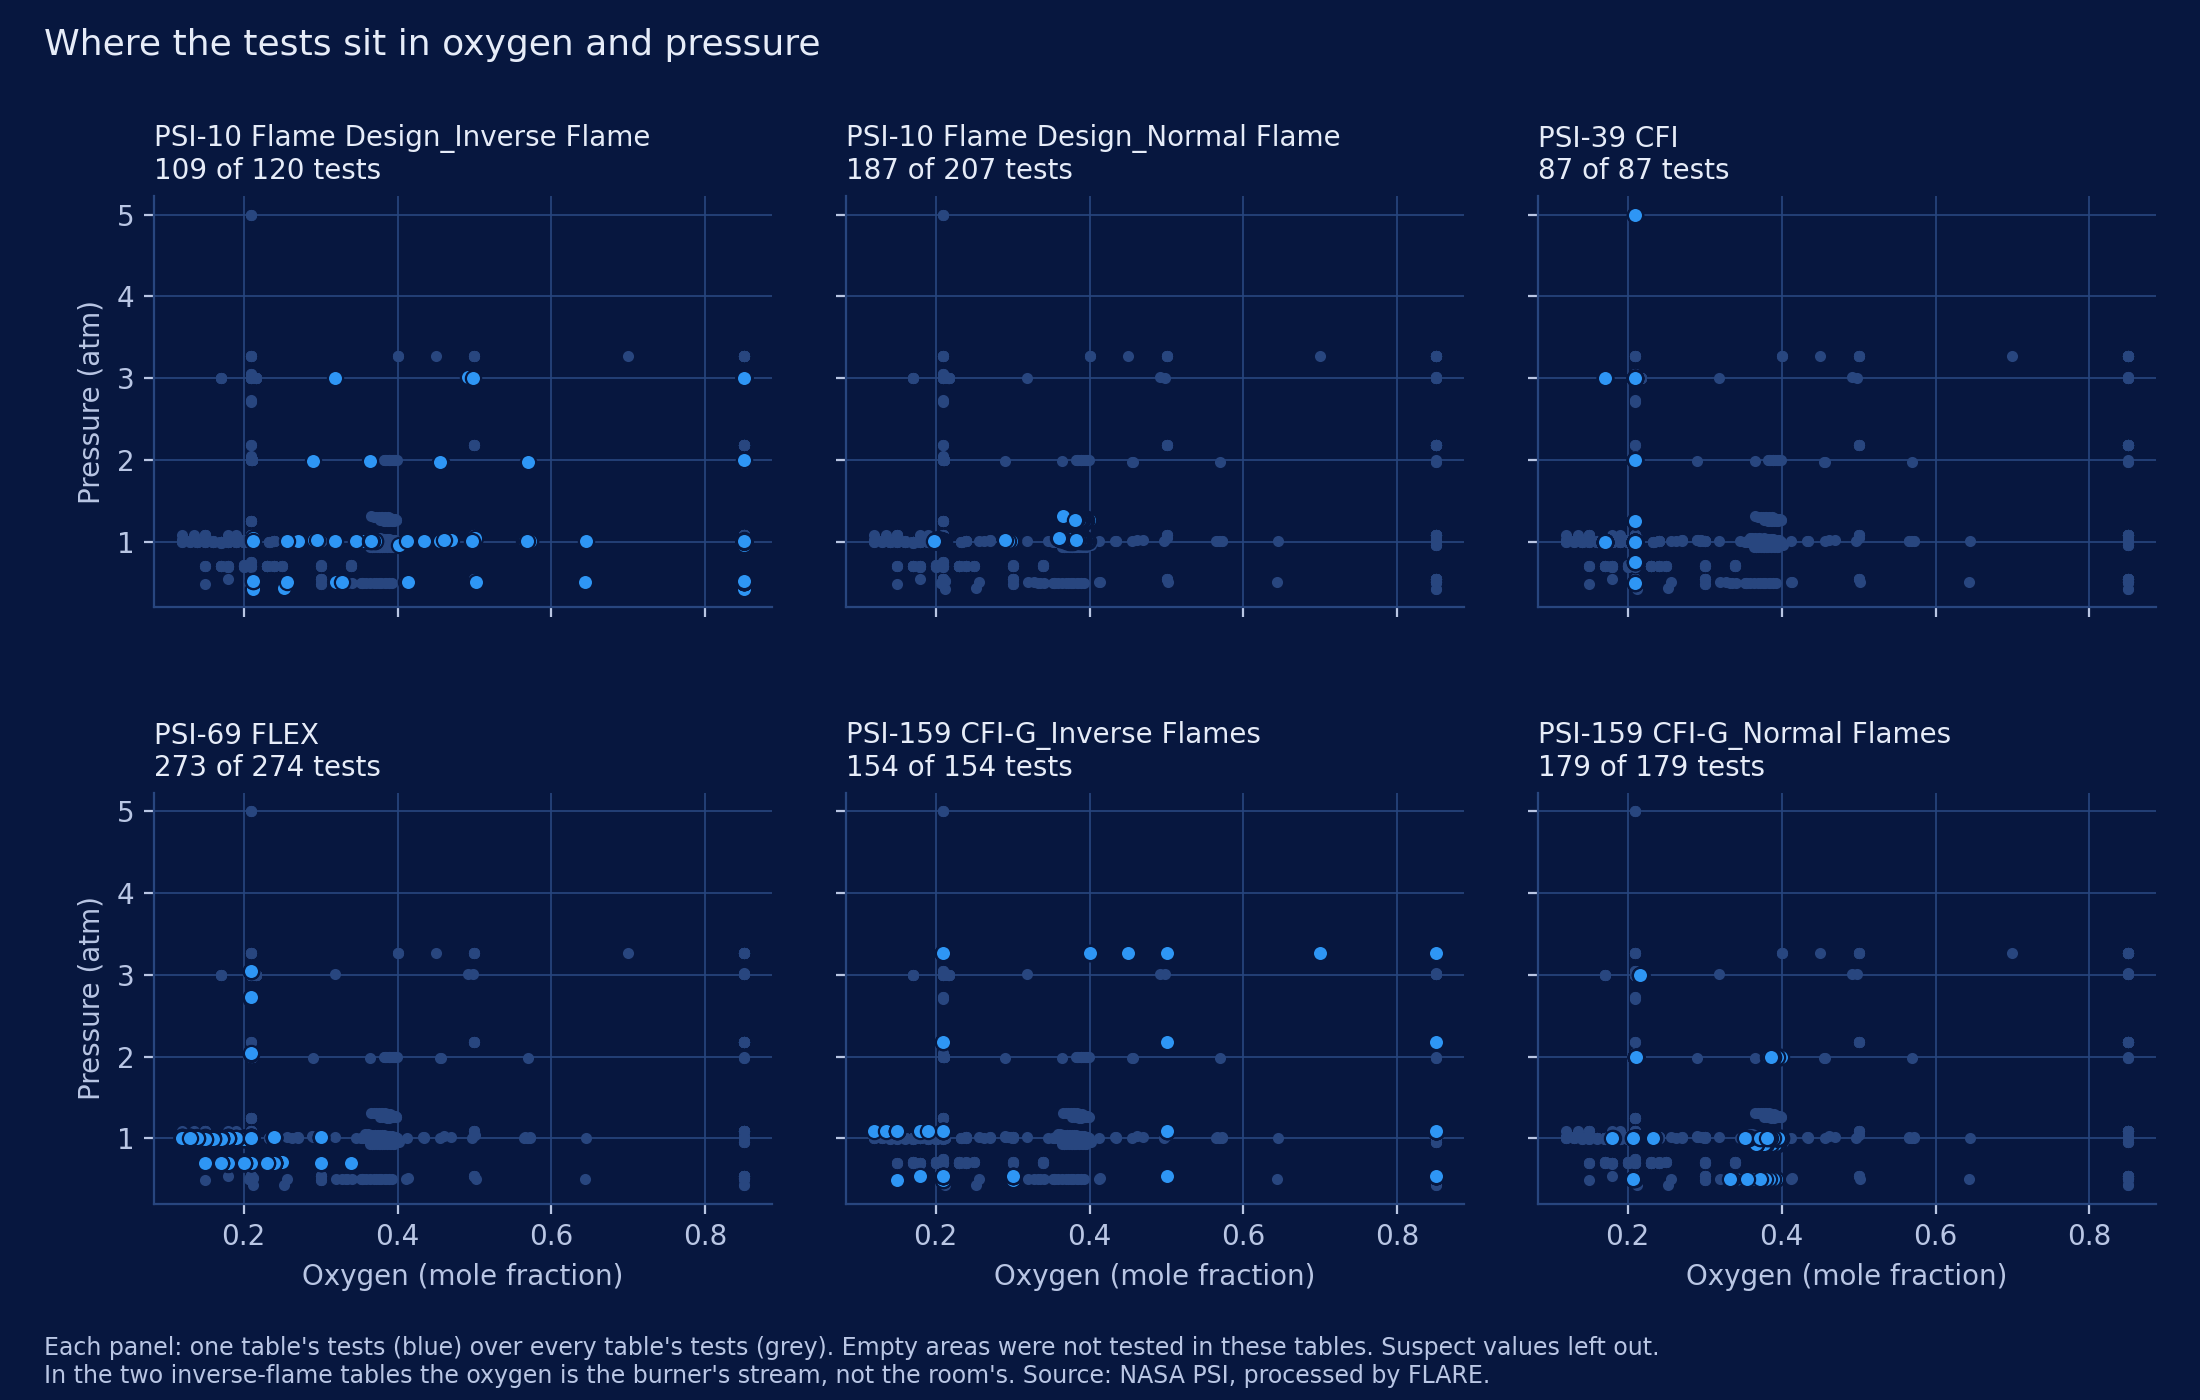 Where the tests sit in oxygen and pressure
PSI-10 Flame Design_Inverse Flame
109 of 120 tests
PSI-10 Flame Design_Normal Flame
187 of 207 tests
PSI-39 CFI
87 of 87 tests
5
4
3
2
1
Pressure (atm)
PSI-69 FLEX
273 of 274 tests
PSI-159 CFI-G_Inverse Flames
154 of 154 tests
PSI-159 CFI-G_Normal Flames
179 of 179 tests
5
4
3
2
1
Pressure (atm)
0.2 0.4 0.6 0.8
0.2 0.4 0.6 0.8
0.2 0.4 0.6 0.8
Oxygen (mole fraction)
Oxygen (mole fraction)
Oxygen (mole fraction)
Each panel: one table's tests (blue) over every table's tests (grey). Empty areas were not tested in these tables. Suspect values left out.
In the two inverse-flame tables the oxygen is the burner's stream, not the room's. Source: NASA PSI, processed by FLARE.